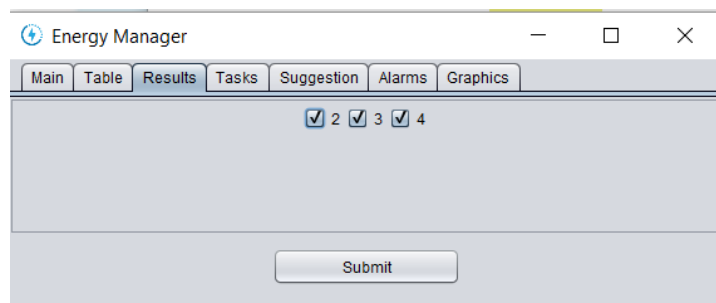 Energy Manager
Main Table Results Tasks Suggestion Alarms Graphics
2 3 4
Submit